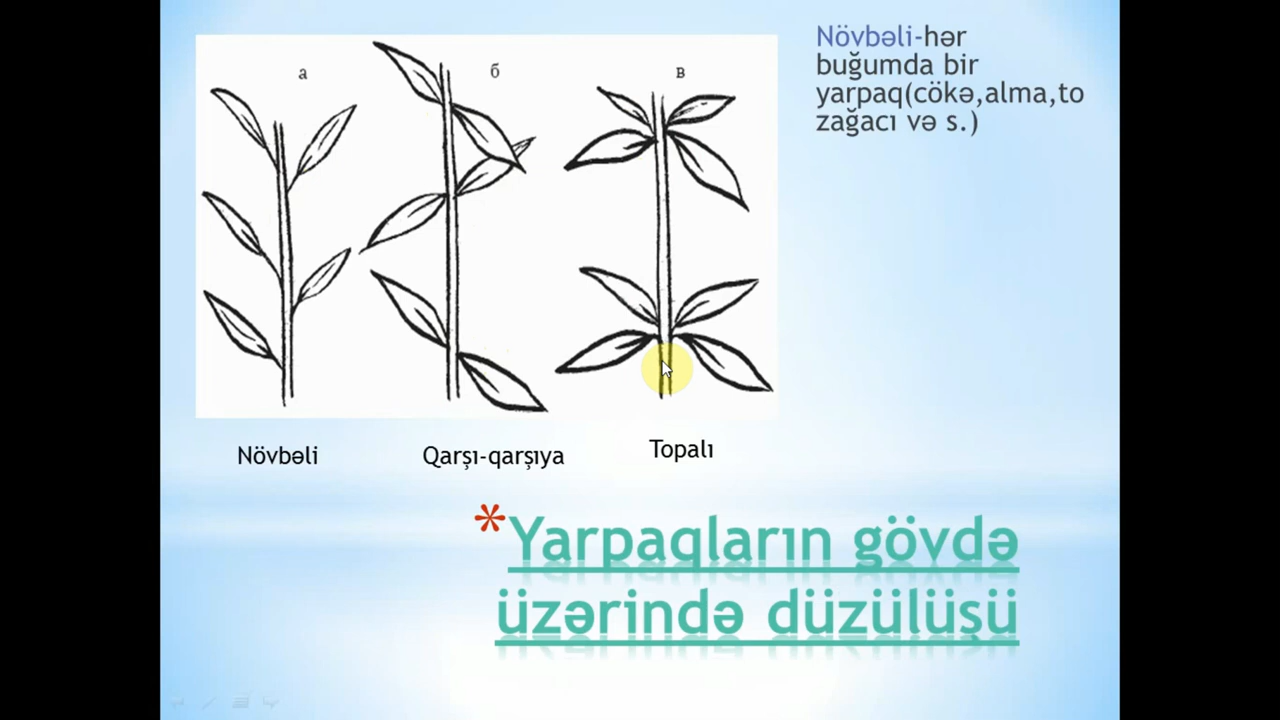 а
б
в
Növbəli-hər
buğumda bir
yarpaq(cökə,alma,to
zağacı və s.)
Növbəli
Qarşı-qarşıya
Topalı
*Yarpaqların gövdə
üzərində düzülüşü